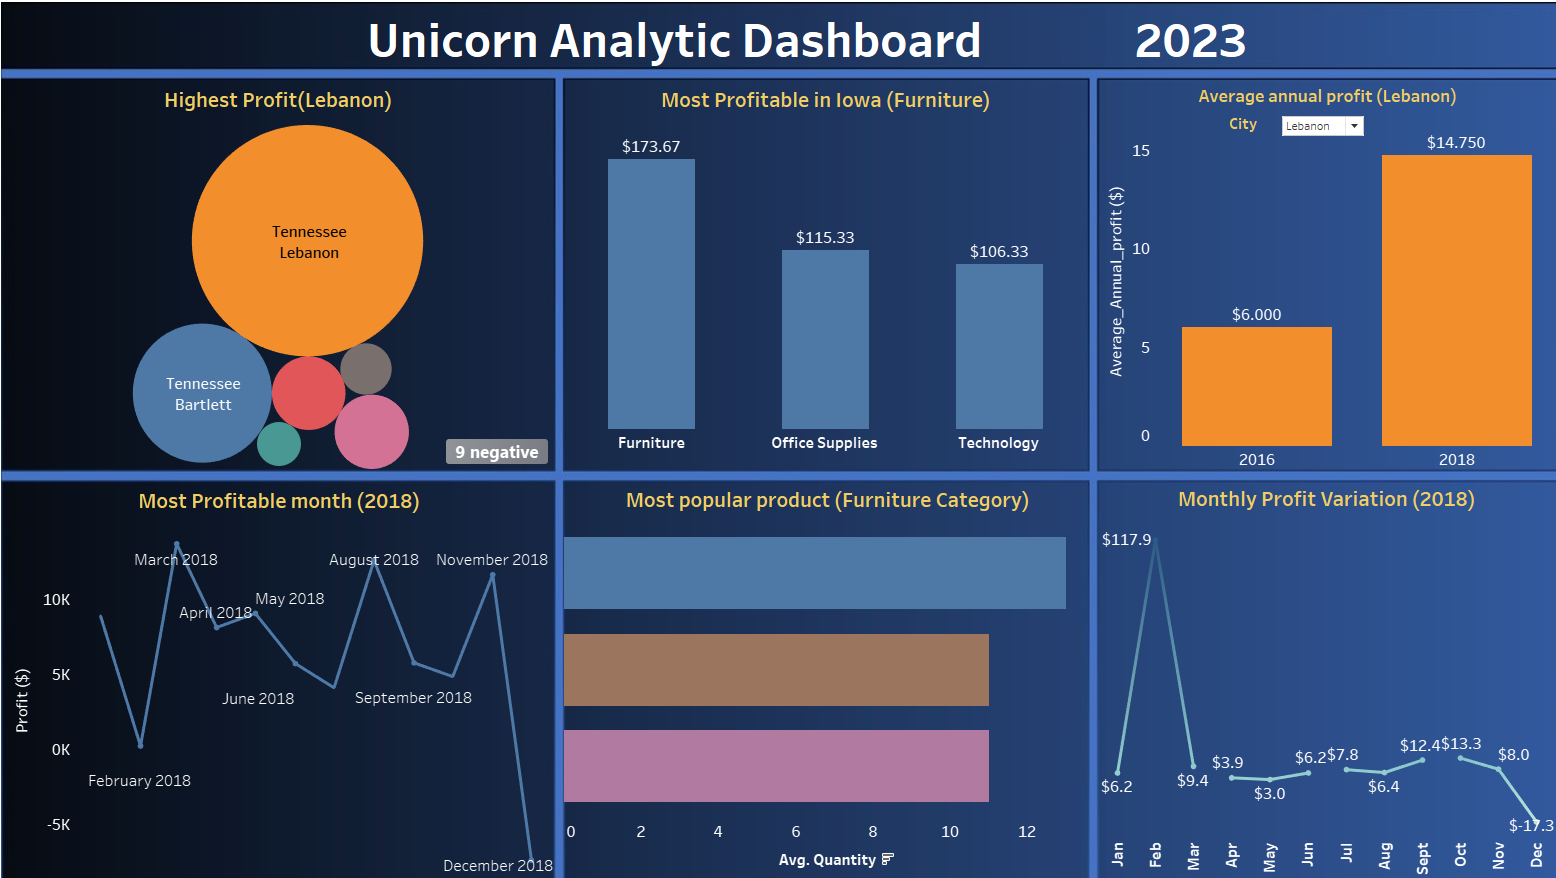 Unicorn Analytic Dashboard 2023
Highest Profit(Lebanon)
Tennessee
Lebanon
Tennessee
Bartlett
9 negative
Most Profitable in Iowa (Furniture)
$173.67
$115.33
$106.33
Furniture
Office Supplies
Technology
Average annual profit (Lebanon)
City
Lebanon
Average_Annual_profit ($)
15
10
5
0
$6.000
$14.750
2016
2018
Most Profitable month (2018)
Profit ($)
10K
5K
0K
-5K
March 2018
August 2018
November 2018
April 2018
May 2018
June 2018
September 2018
February 2018
December 2018
Most popular product (Furniture Category)
0 2 4 6 8 10 12
Avg. Quantity
Monthly Profit Variation (2018)
$117.9
$6.2
$9.4
$3.9
$3.0
$6.2
$7.8
$6.4
$12.4
$13.3
$8.0
$-17.3
Jan
Feb
Mar
Apr
May
Jun
Jul
Aug
Sept
Oct
Nov
Dec